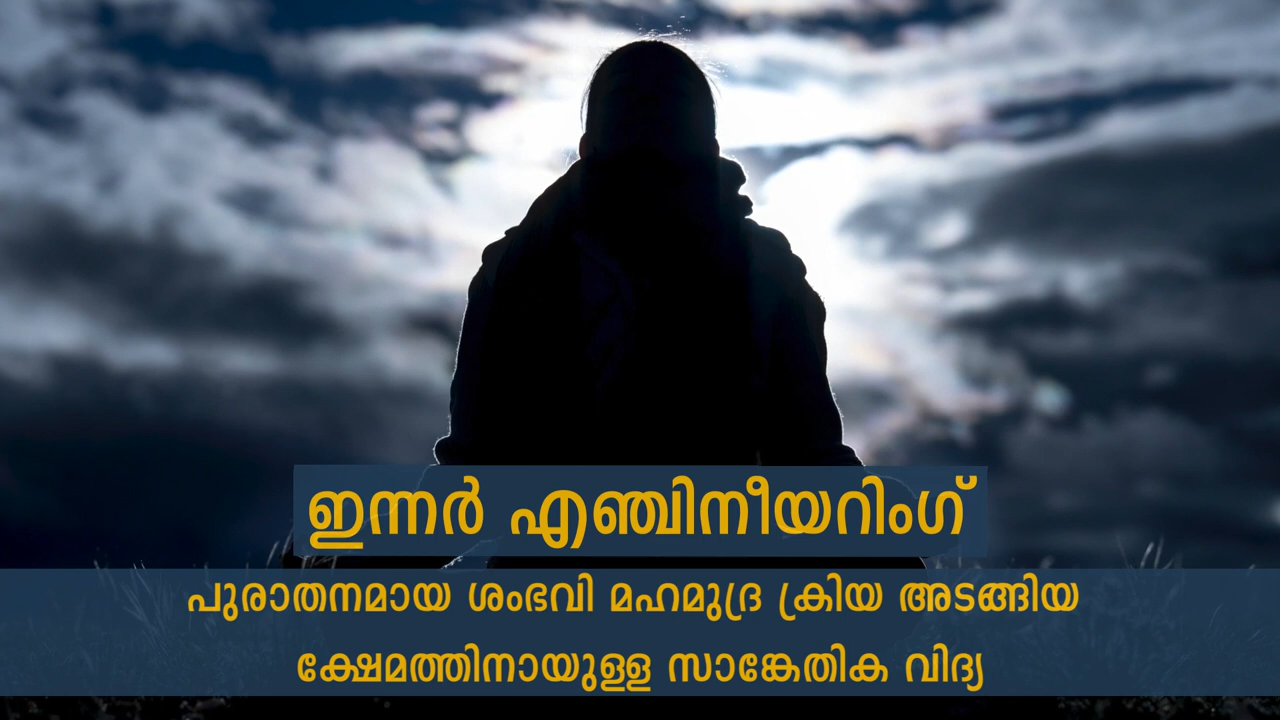 ഇന്നർ എഞ്ചിനീയറിംഗ്
പുരാതനമായ ശംഭവി മഹമുദ്ര ക്രിയ അടങ്ങിയ
ക്ഷേമത്തിനായുള്ള സാങ്കേതിക വിദ്യ